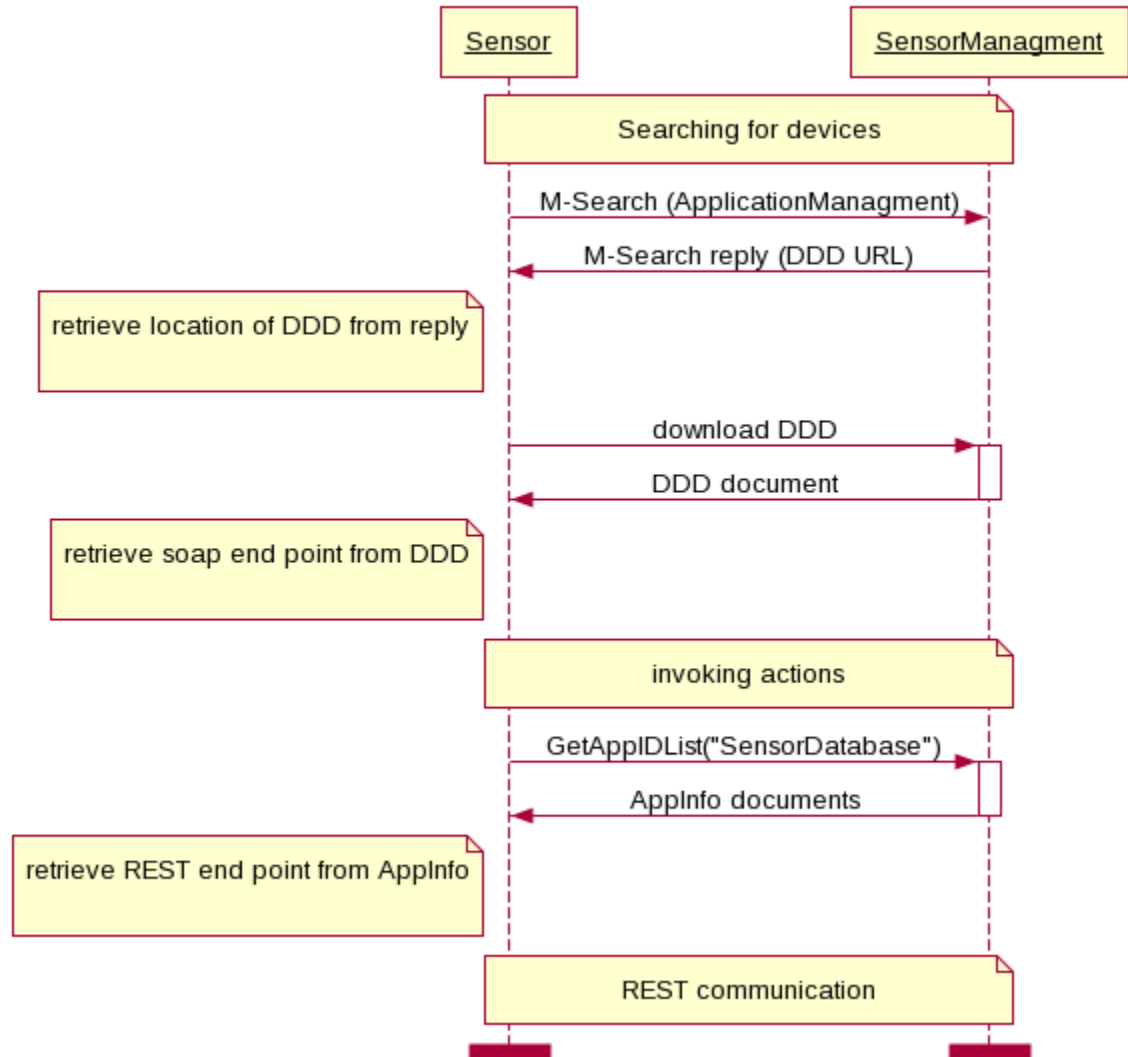 Sensor
SensorManagment
Searching for devices
M-Search (ApplicationManagment)
M-Search reply (DDD URL)
retrieve location of DDD from reply
download DDD
DDD document
retrieve soap end point from DDD
invoking actions
GetAppIDList("SensorDatabase")
AppInfo documents
retrieve REST end point from AppInfo
REST communication